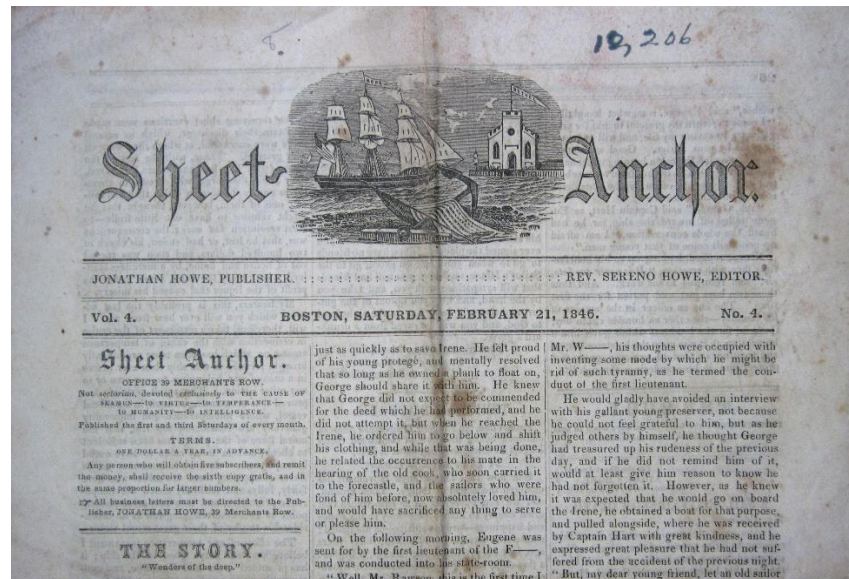 8
12,206
Sheet-Anchor.
JONATHAN HOWE, PUBLISHER. : : : : : : : : : : : : : : : : : : : : : : : : REV. SERENO HOWE, EDITOR.
Vol. 4. BOSTON, SATURDAY, FEBRUARY 21, 1846. No. 4.
Sheet Anchor.
OFFICE 39 MERCHANTS ROW.
Not sectarian, devoted exclusively to THE CAUSE OF
SEAMEN—to VIRTUE—to TEMPERANCE—
to HUMANITY—to INTELLIGENCE.
Published the first and third Saturdays of every month.
TERMS.
ONE DOLLAR A YEAR, IN ADVANCE.
Any person who will obtain five subscribers, and remit
the money, shall receive the sixth copy gratis, and in
the same proportion for larger numbers.
☞ All business letters must be directed to the Pub-
lisher, JONATHAN HOWE, 39 Merchants Row.
THE STORY.
"Wonders of the deep."
just as quickly as to save Irene. He felt proud
of his young protegé, and mentally resolved
that so long as he owned a plank to float on,
George should share it with him. He knew
that George did not expect to be commended
for the deed which he had performed, and he
did not attempt it, but when he reached the
Irene, he ordered him to go below and shift
his clothing, and while that was being done,
he related the occurrence to his mate in the
hearing of the old cook, who soon carried it
to the forecastle, and the sailors who were
fond of him before, now absolutely loved him,
and would have sacrificed any thing to serve
or please him.
On the following morning, Eugene was
sent for by the first lieutenant of the F——,
and was conducted into his state-room.
"Well, Mr. this is the first time I
Mr. W——, his thoughts were occupied with
inventing some mode by which he might be
rid of such tyranny, as he termed the con-
duct of the first lieutenant.
He would gladly have avoided an interview
with his gallant young preserver, not because
he could not feel grateful to him, but as he
judged others by himself, he thought George
had treasured up his rudeness of the previous
day, and if he did not remind him of it,
would at least give him reason to know he
had not forgotten it. However, as he knew
it was expected that he would go on board
the Irene, he obtained a boat for that purpose,
and pulled alongside, where he was received
by Captain Hart with great kindness, and he
expressed great pleasure that he had not suf-
fered from the accident of the previous night.
"But, my dear young friend, let an old sailor